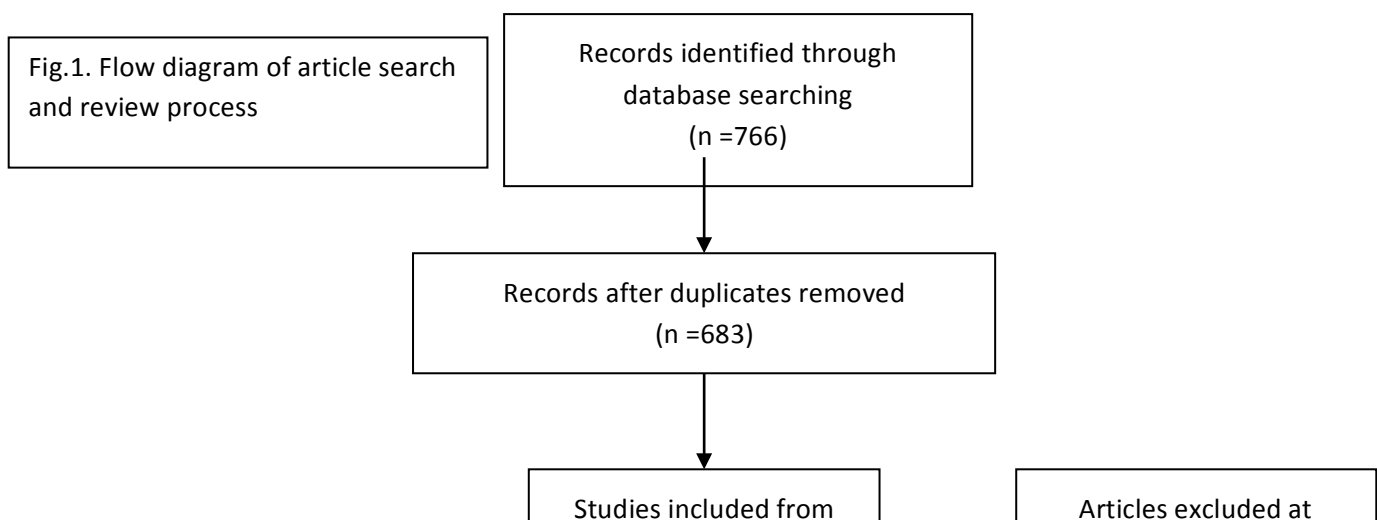 Fig.1. Flow diagram of article search
and review process
Records identified through
database searching
(n =766)
Records after duplicates removed
(n =683)
Studies included from
Articles excluded at